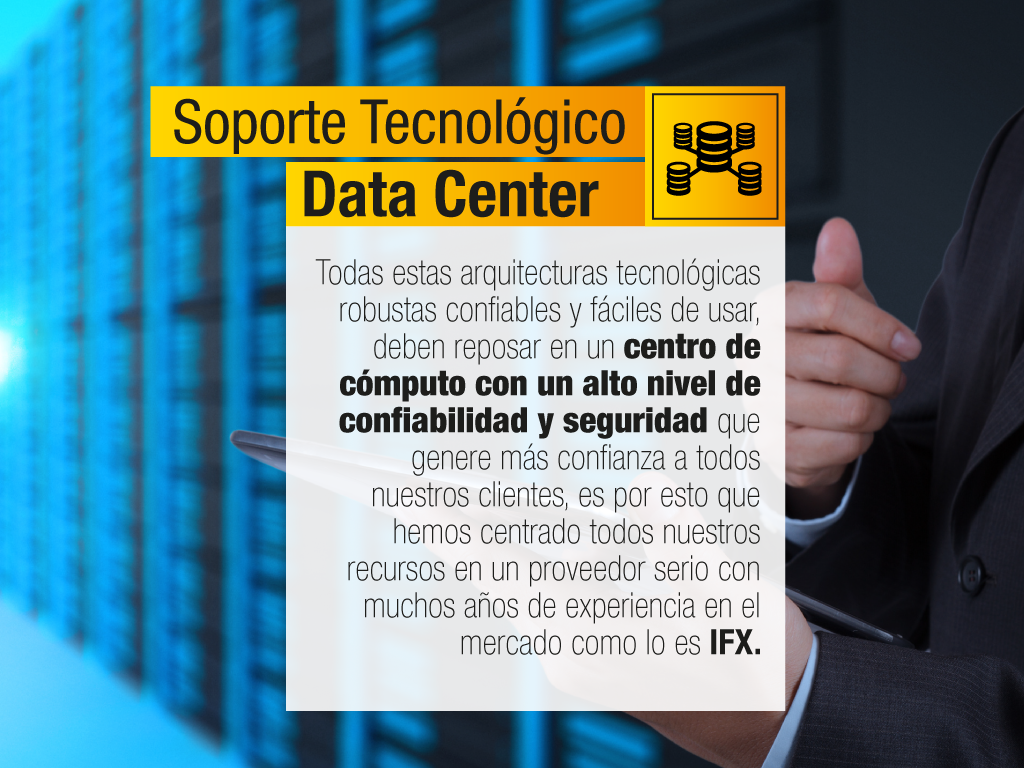 Soporte Tecnológico
Data Center
Todas estas arquitecturas tecnológicas
robustas confiables y fáciles de usar,
deben reposar en un centro de
cómputo con un alto nivel de
confiabilidad y seguridad que
genere más confianza a todos
nuestros clientes, es por esto que
hemos centrado todos nuestros
recursos en un proveedor serio con
muchos años de experiencia en el
mercado como lo es IFX.